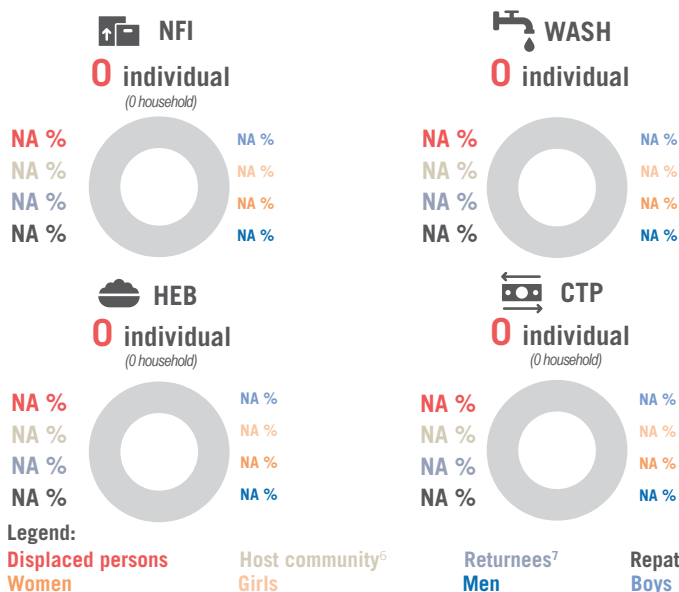 NFI
0 individual
(0 household)
NA %
NA %
NA %
NA %
NA %
NA %
NA %
NA %
WASH
0 individual
NA %
NA %
NA %
NA %
NA %
NA %
NA %
NA %
HEB
0 individual
(0 household)
NA %
NA %
NA %
NA %
NA %
NA %
NA %
NA %
CTP
0 individual
(0 household)
NA %
NA %
NA %
NA %
NA %
NA %
NA %
NA %
Legend:
Displaced persons Host community⁶ Returnees⁷ Repat
Women Girls Men Boys